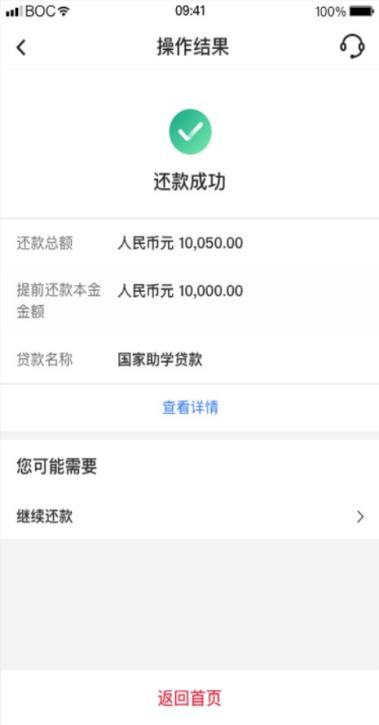 BOC 09:41 100%
操作结果
还款成功
还款总额 人民币元 10,050.00
提前还款本金 人民币元 10,000.00
金额
贷款名称 国家助学贷款
查看详情
您可能需要
继续还款
返回首页